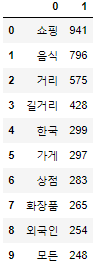 0 1
0 쇼핑 941
1 음식 796
2 거리 575
3 길거리 428
4 한국 299
5 가게 297
6 상점 283
7 화장품 265
8 외국인 254
9 모든 248